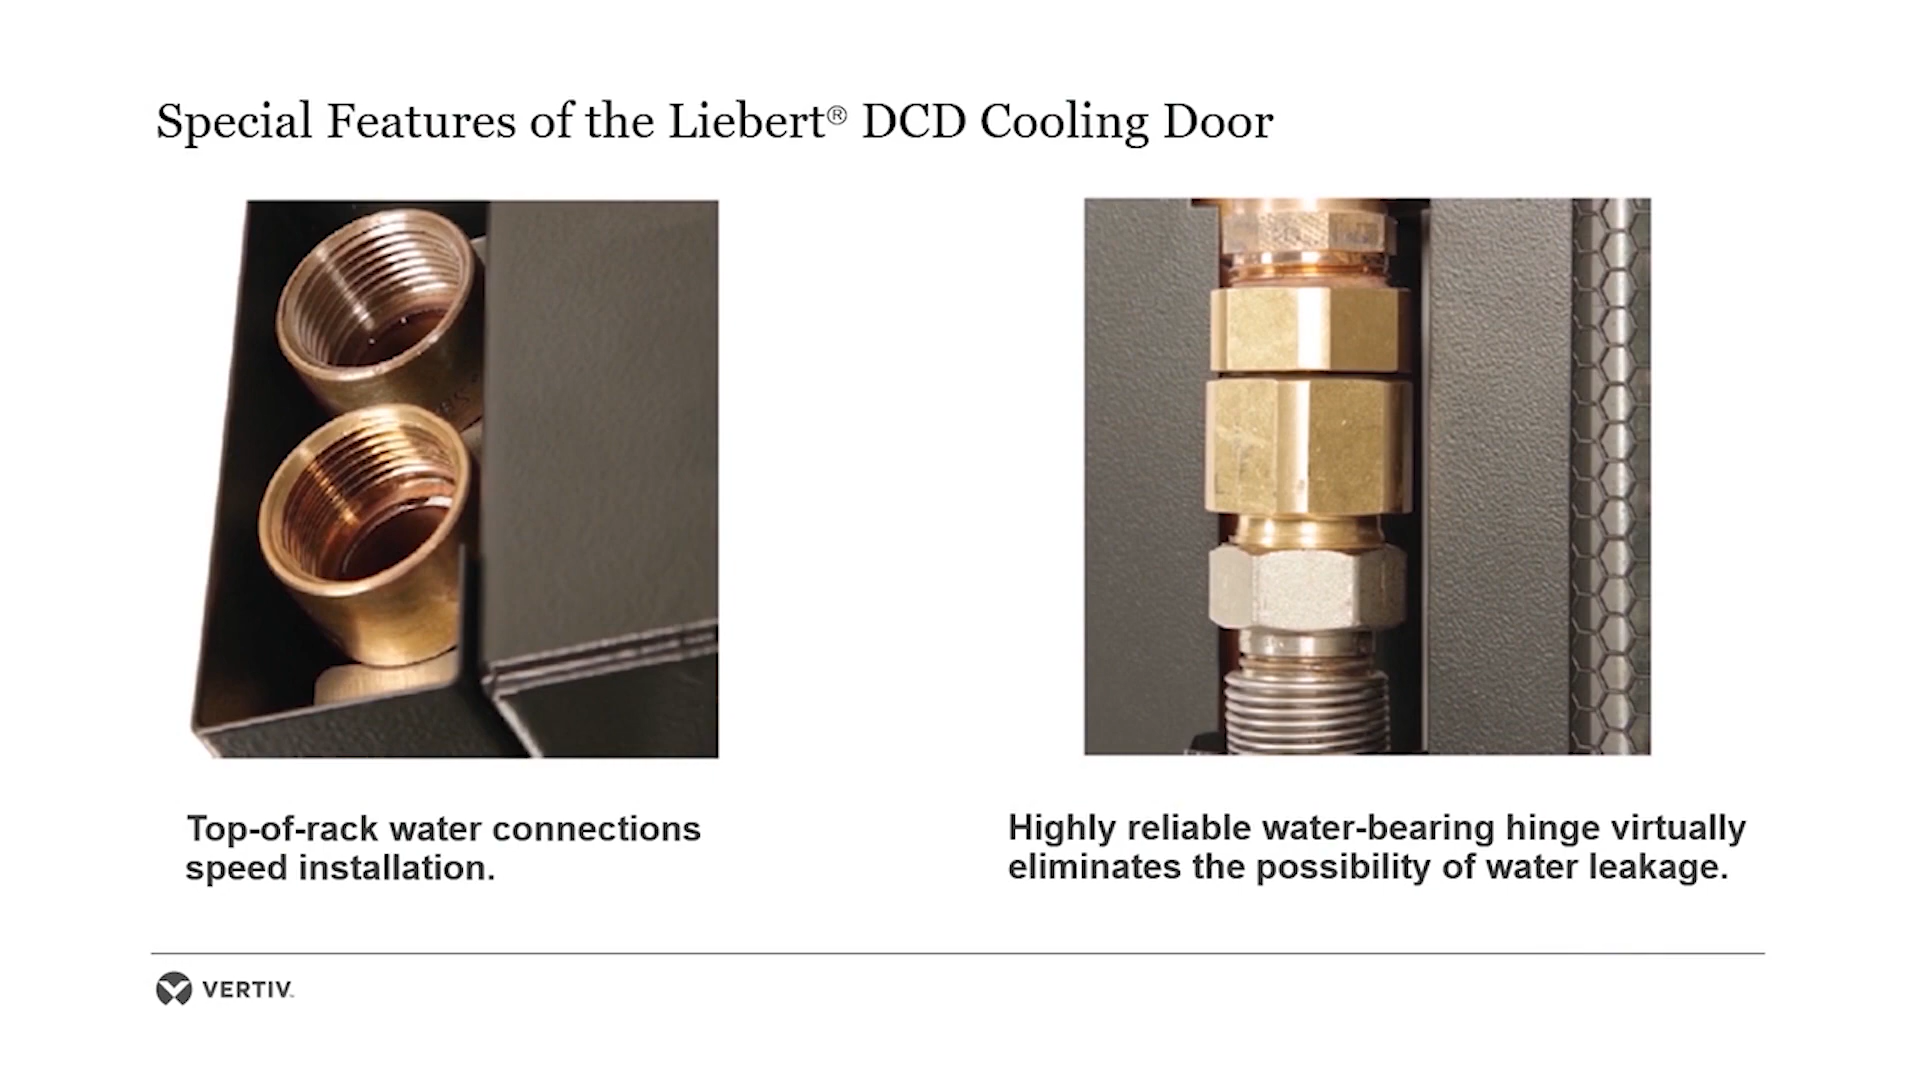 Special Features of the Liebert® DCD Cooling Door
Top-of-rack water connections
speed installation.
Highly reliable water-bearing hinge virtually
eliminates the possibility of water leakage.
VERTIV™